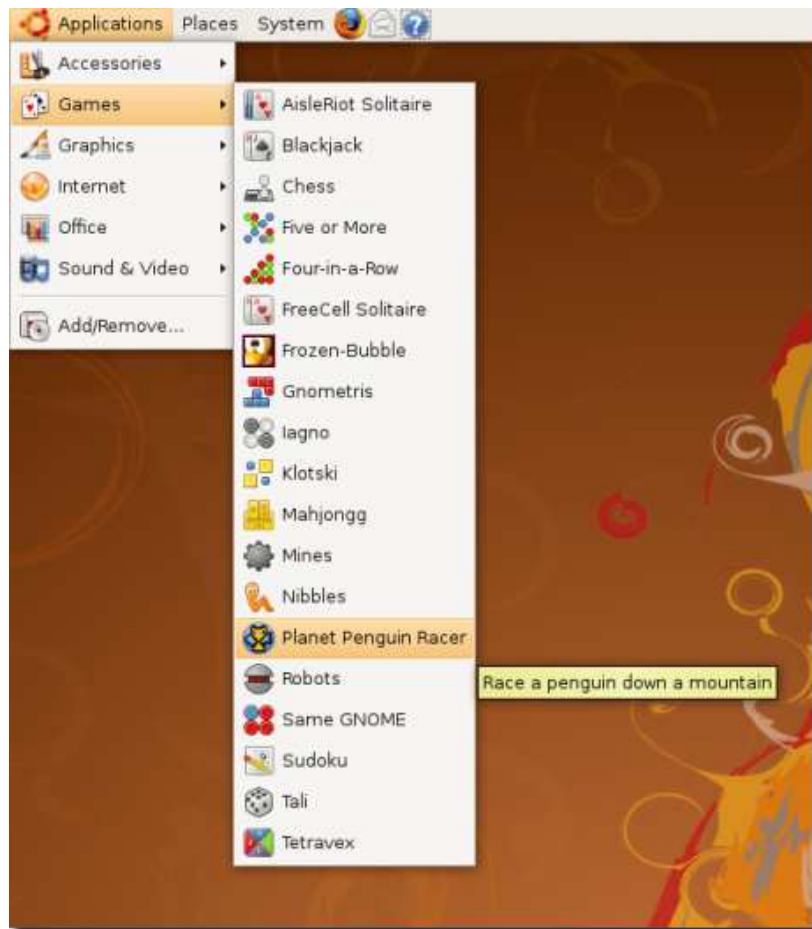 Applications Places System
Accessories
Games
Graphics
Internet
Office
Sound & Video
Add/Remove...
AisleRiot Solitaire
Blackjack
Chess
Five or More
Four-in-a-Row
FreeCell Solitaire
Frozen-Bubble
Gnometris
Iagno
Klotski
Mahjongg
Mines
Nibbles
Planet Penguin Racer
Race a penguin down a mountain
Robots
Same GNOME
Sudoku
Tali
Tetravex